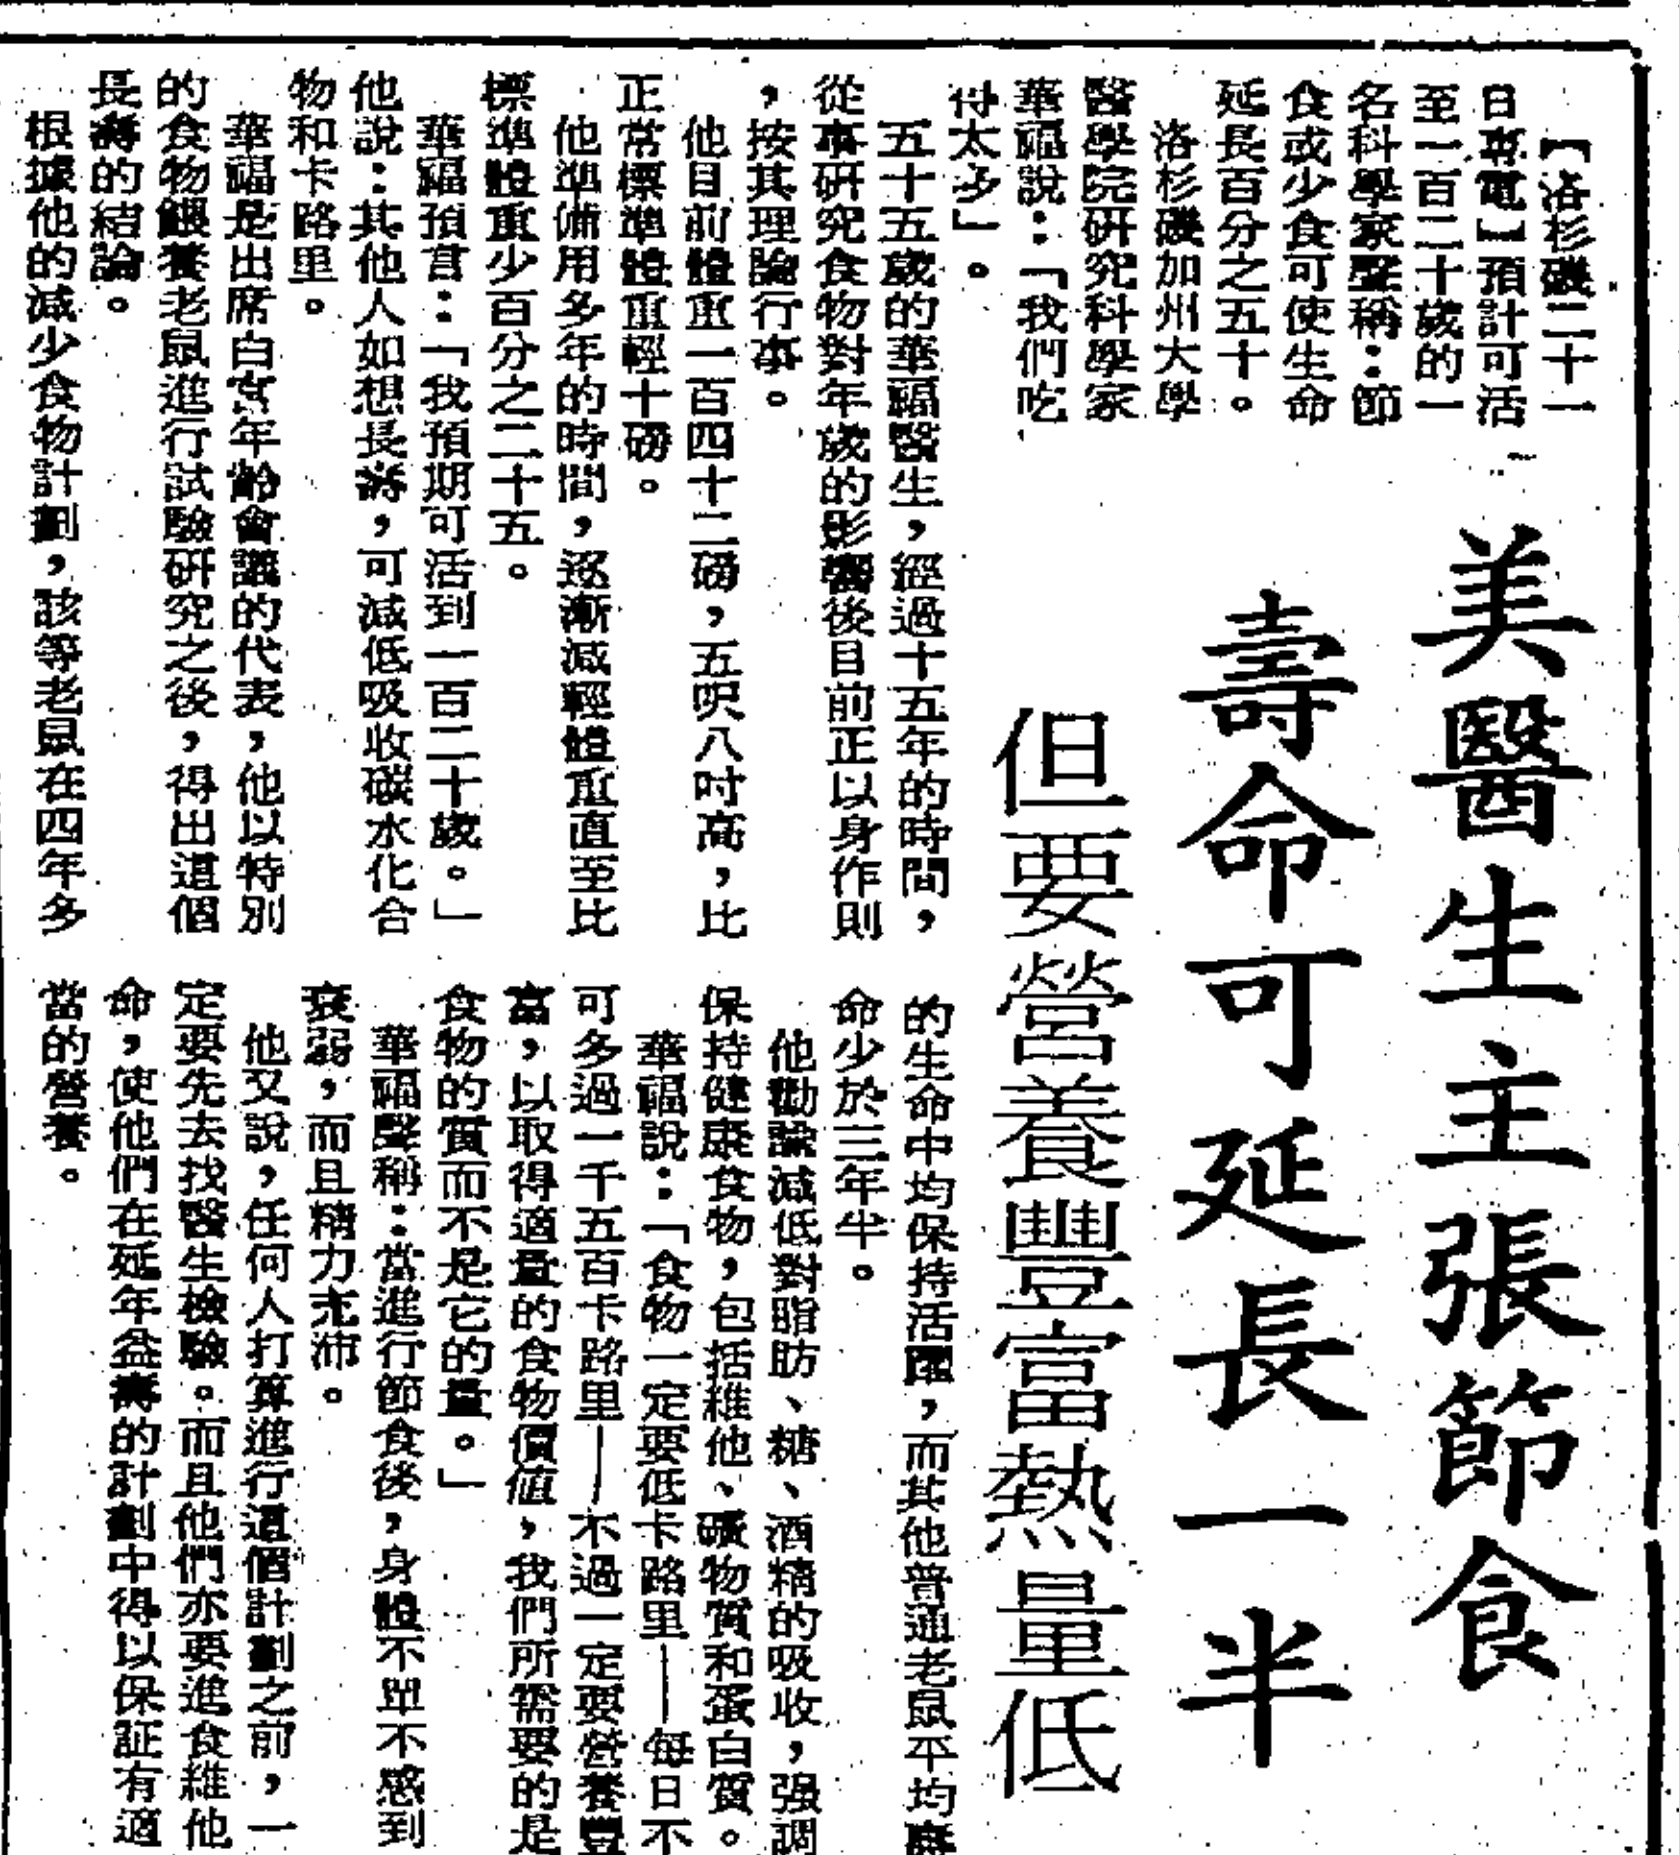 美醫生主張節食
壽命可延長一半
但要營養豐富熱量低
【洛杉磯二十一
日專電】預計可活
至一百二十歲的一
名科學家聲稱：節
食或少食可使生命
延長百分之五十。
洛杉磯加州大學
醫學院研究科學家
華福說：「我們吃
得太多」。
五十五歲的華福醫生，經過十五年的時間，
從事研究食物對年歲的影響後目前正以身作則
，按其理論行事。
他目前體重一百四十二磅，五呎八吋高，比
正常標準體重輕十磅。
他準備用多年的時間，逐漸減輕體重直至比
標準體重少百分之二十五。
華福預言：「我預期可活到一百二十歲。」
他說：其他人如想長壽，可減低吸收碳水化合
物和卡路里。
華福是出席白宮年齡會議的代表，他以特別
的食物餵養老鼠進行試驗研究之後，得出這個
長壽的結論。
根據他的減少食物計劃，該等老鼠在四年多
的生命中均保持活躍，而其他普通老鼠平均壽
命少於三年半。
他勸諭減低對脂肪、糖、酒精的吸收，强調
保持健康食物，包括維他、礦物質和蛋白質。
華福說：「食物一定要低卡路里——每日不
可多過一千五百卡路里——不過一定要營養豐
富，以取得適量的食物價值，我們所需要的是
食物的質而不是它的量。」
華福聲稱：當進行節食後，身體不單不感到
衰弱，而且精力充沛。
他又說，任何人打算進行這個計劃之前，一
定要先去找醫生檢驗。而且他們亦要進食維他
命，使他們在延年益壽的計劃中得以保証有適
當的營養。